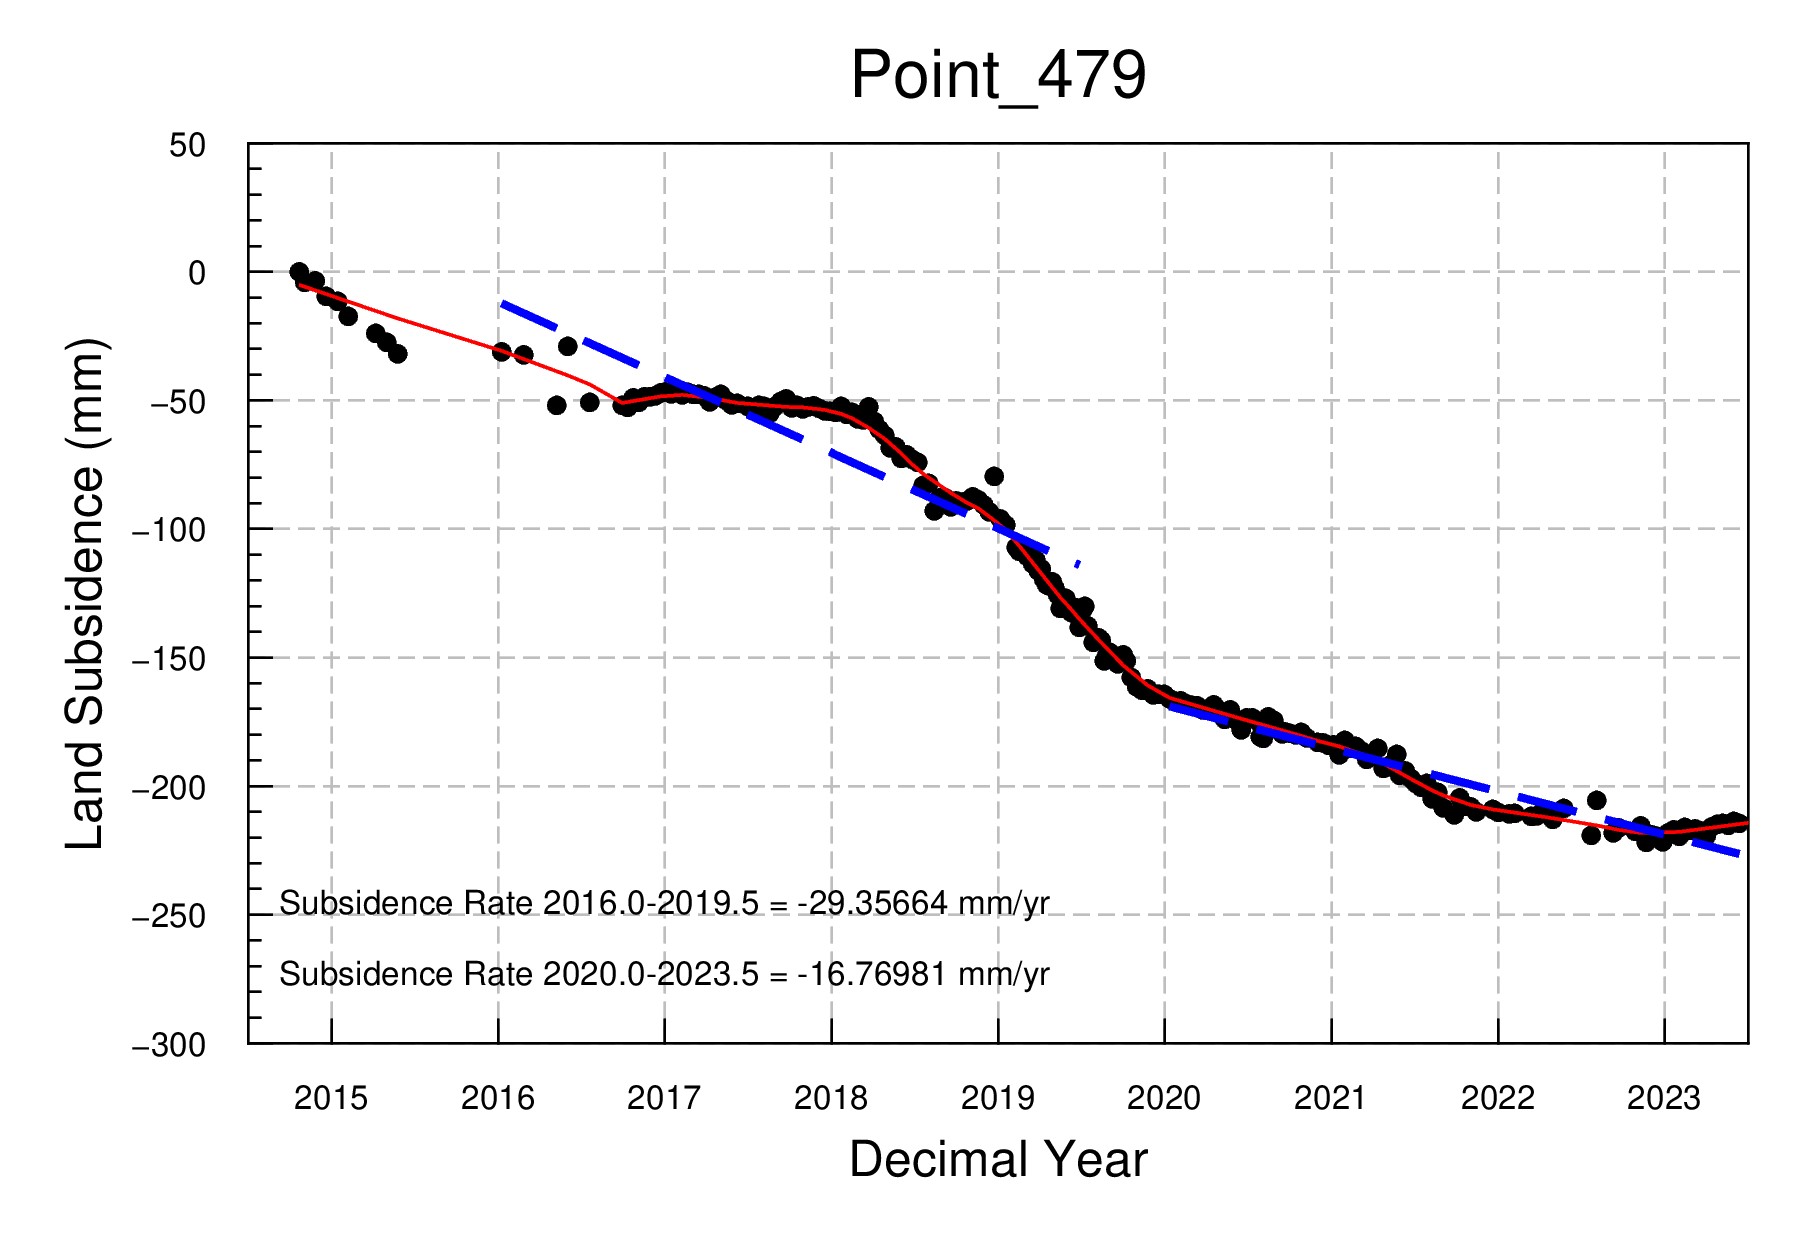 Point_479
50
0
−50
−100
−150
−200
−250
−300
Land Subsidence (mm)
Subsidence Rate 2016.0-2019.5 = -29.35664 mm/yr
Subsidence Rate 2020.0-2023.5 = -16.76981 mm/yr
2015 2016 2017 2018 2019 2020 2021 2022 2023
Decimal Year